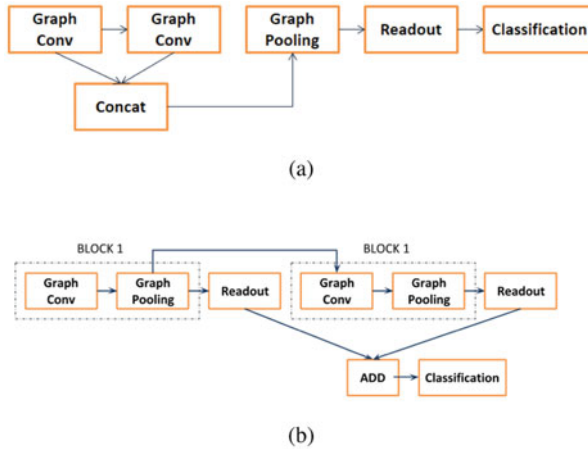 Graph
Conv
Graph
Conv
Graph
Pooling
Readout
Classification
Concat
(a)
BLOCK 1
BLOCK 1
Graph
Conv
Graph
Pooling
Readout
Graph
Conv
Graph
Pooling
Readout
ADD
Classification
(b)